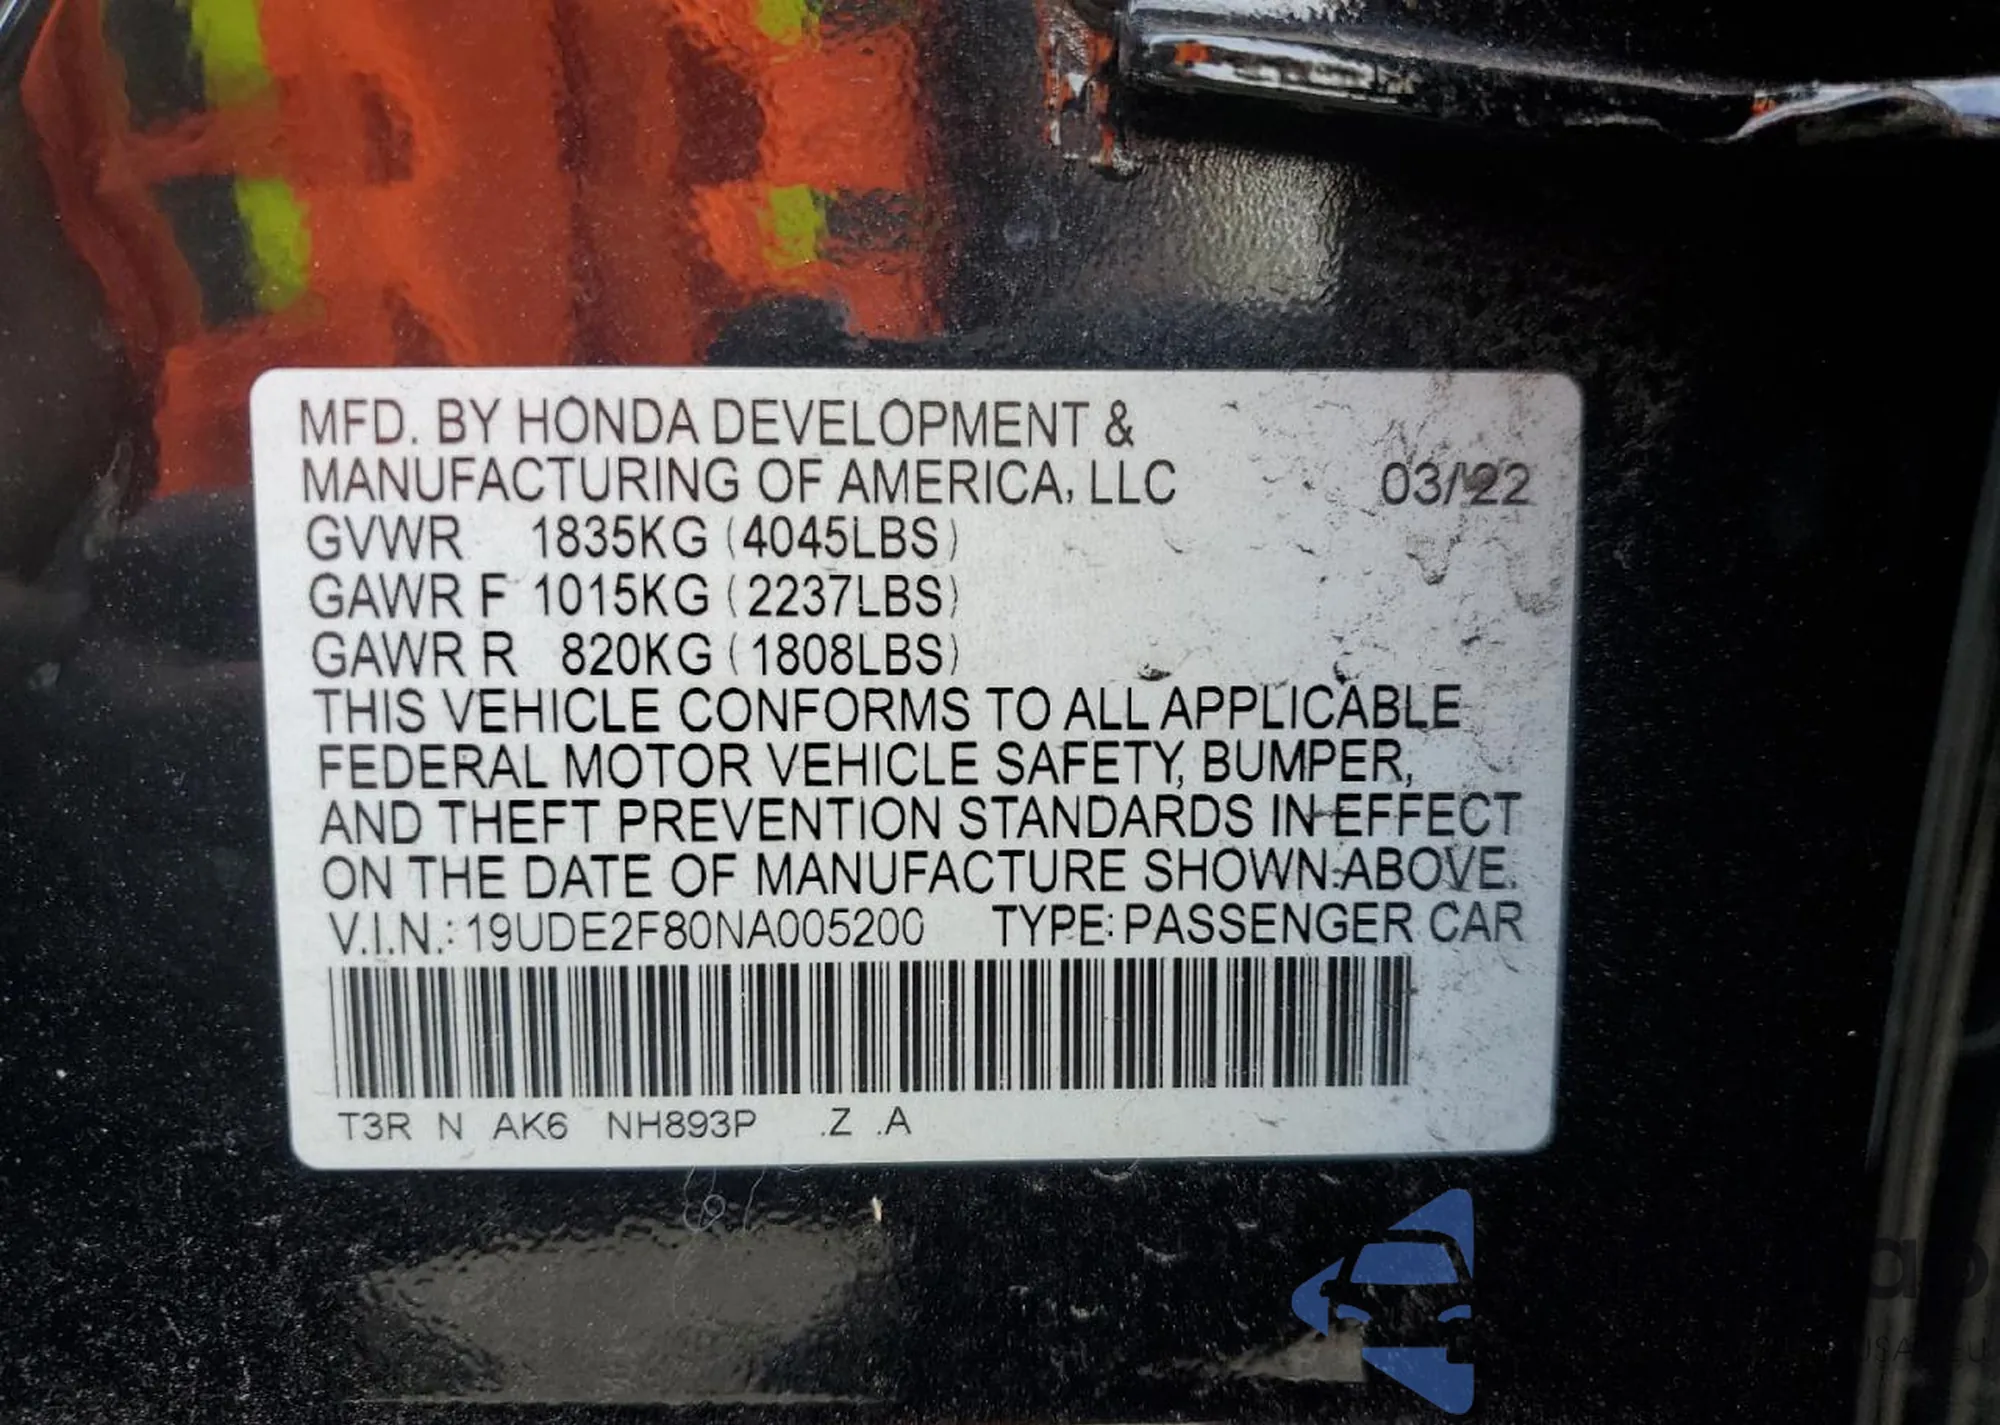 MFD. BY HONDA DEVELOPMENT &
MANUFACTURING OF AMERICA, LLC 03/22
GVWR 1835KG (4045LBS)
GAWR F 1015KG (2237LBS)
GAWR R 820KG (1808LBS)
THIS VEHICLE CONFORMS TO ALL APPLICABLE
FEDERAL MOTOR VEHICLE SAFETY, BUMPER,
AND THEFT PREVENTION STANDARDS IN EFFECT
ON THE DATE OF MANUFACTURE SHOWN ABOVE.
V.I.N.: 19UDE2F80NA005200 TYPE: PASSENGER CAR
T3R N AK6 NH893P .Z .A